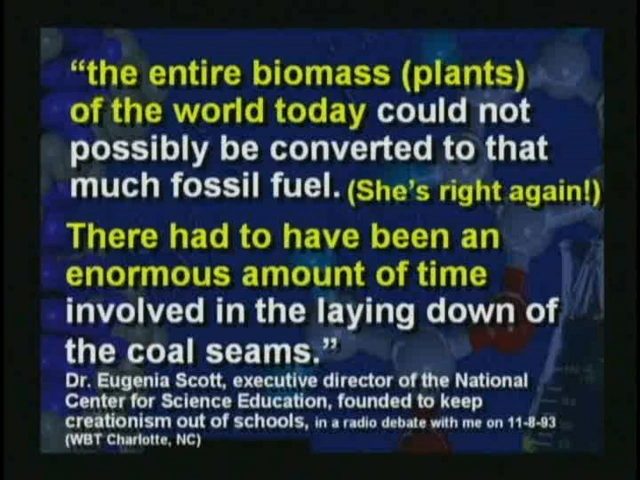 “the entire biomass (plants)
of the world today could not
possibly be converted to that
much fossil fuel. (She's right again!)
There had to have been an
enormous amount of time
involved in the laying down of
the coal seams.”
Dr. Eugenia Scott, executive director of the National
Center for Science Education, founded to keep
creationism out of schools, in a radio debate with me on 11-8-93
(WBT Charlotte, NC)